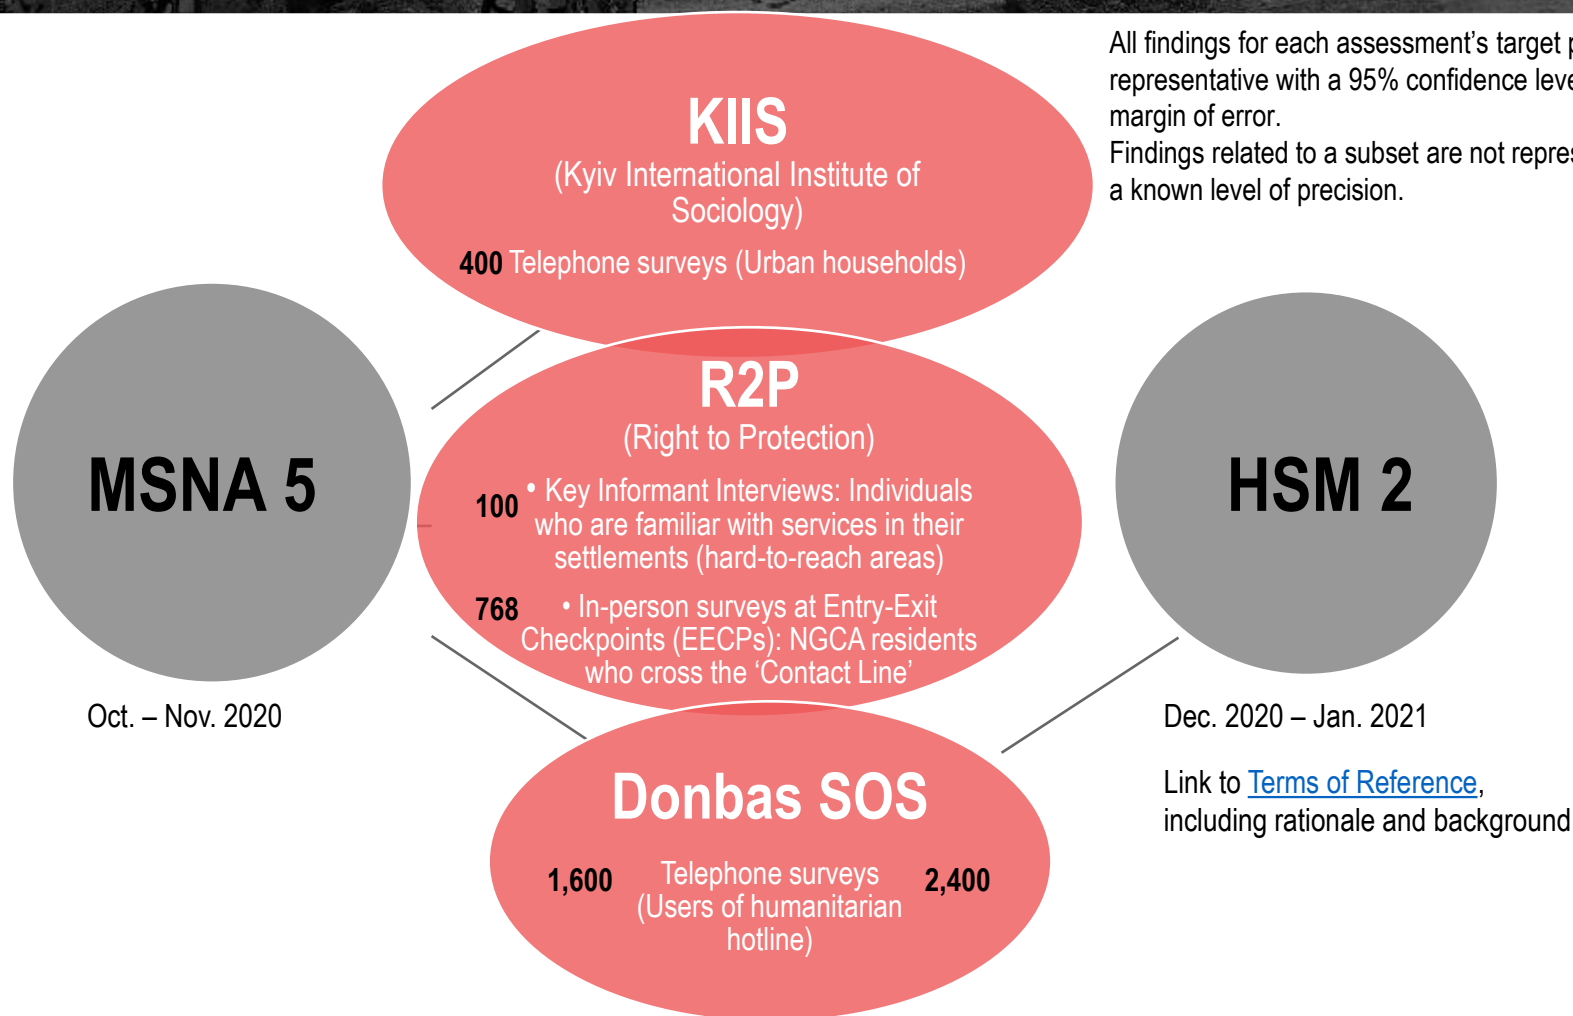 All findings for each assessment's target
representative with a 95% confidence
margin of error.
Findings related to a subset are not
a known level of precision.
KIIS
(Kyiv International Institute of
Sociology)
400 Telephone surveys (Urban households)
R2P
(Right to Protection)
100 • Key Informant Interviews: Individuals
who are familiar with services in their
settlements (hard-to-reach areas)
768 • In-person surveys at Entry-Exit
Checkpoints (EECPs): NGCA residents
who cross the ‘Contact Line’
MSNA 5
Oct. – Nov. 2020
HSM 2
Dec. 2020 – Jan. 2021
Link to Terms of Reference,
including rationale and background
Donbas SOS
1,600 Telephone surveys 2,400
(Users of humanitarian
hotline)